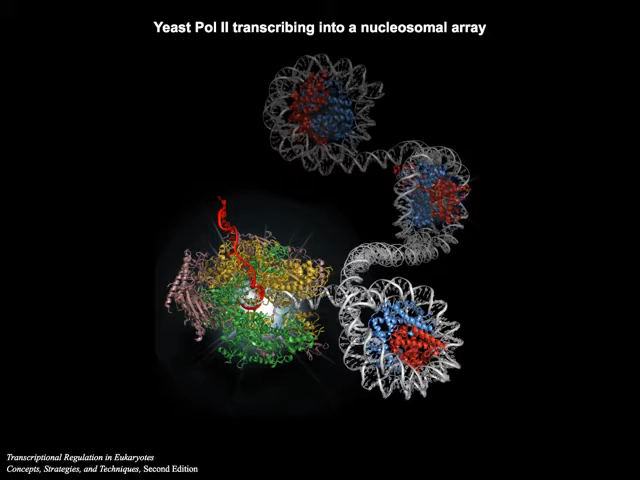 Yeast Pol II transcribing into a nucleosomal array
Transcriptional Regulation in Eukaryotes
Concepts, Strategies, and Techniques, Second Edition